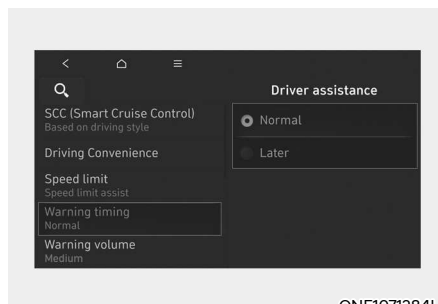 Driver assistance
SCC (Smart Cruise Control)
Based on driving style
Driving Convenience
Speed limit
Speed limit assist
Warning timing
Normal
Warning volume
Medium
Normal
Later